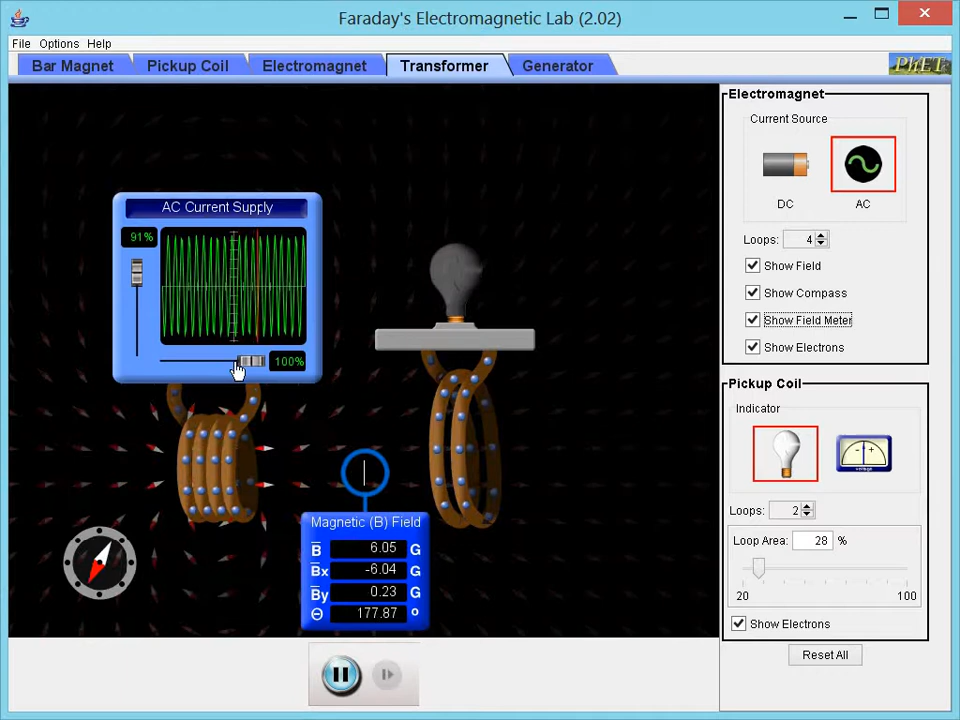 Faraday's Electromagnetic Lab (2.02)
File Options Help
Bar Magnet Pickup Coil Electromagnet Transformer Generator
PhET
Electromagnet
Current Source
DC AC
Loops: 4
Show Field
Show Compass
Show Field Meter
Show Electrons
Pickup Coil
Indicator
voltage
Loops: 2
Loop Area: 28 %
20 100
Show Electrons
Reset All
AC Current Supply
91%
100%
Magnetic (B) Field
B 6.05 G
Bx -6.04 G
By 0.23 G
Θ 177.87 º